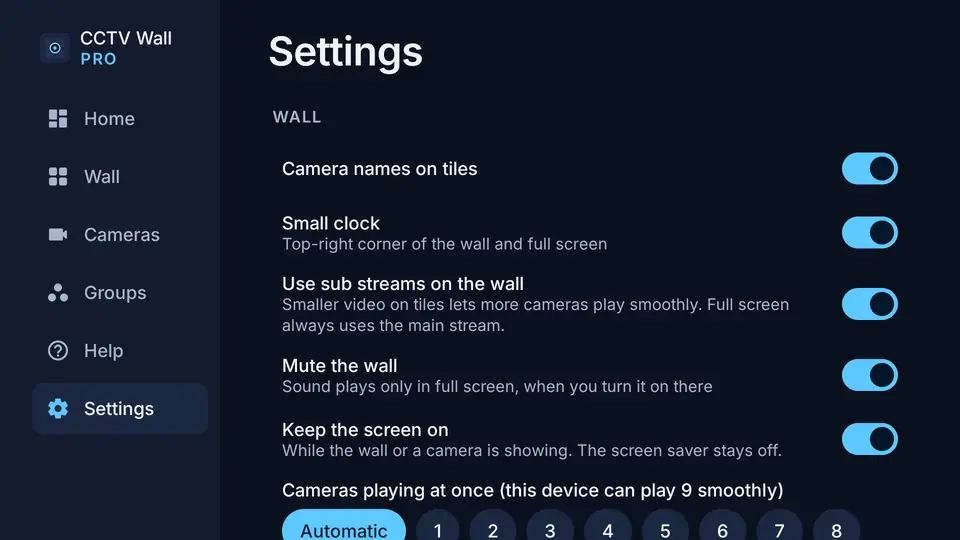 CCTV Wall
PRO
Home
Wall
Cameras
Groups
Help
Settings
Settings
WALL
Camera names on tiles
Small clock
Top-right corner of the wall and full screen
Use sub streams on the wall
Smaller video on tiles lets more cameras play smoothly. Full screen
always uses the main stream.
Mute the wall
Sound plays only in full screen, when you turn it on there
Keep the screen on
While the wall or a camera is showing. The screen saver stays off.
Cameras playing at once (this device can play 9 smoothly)
Automatic 1 2 3 4 5 6 7 8